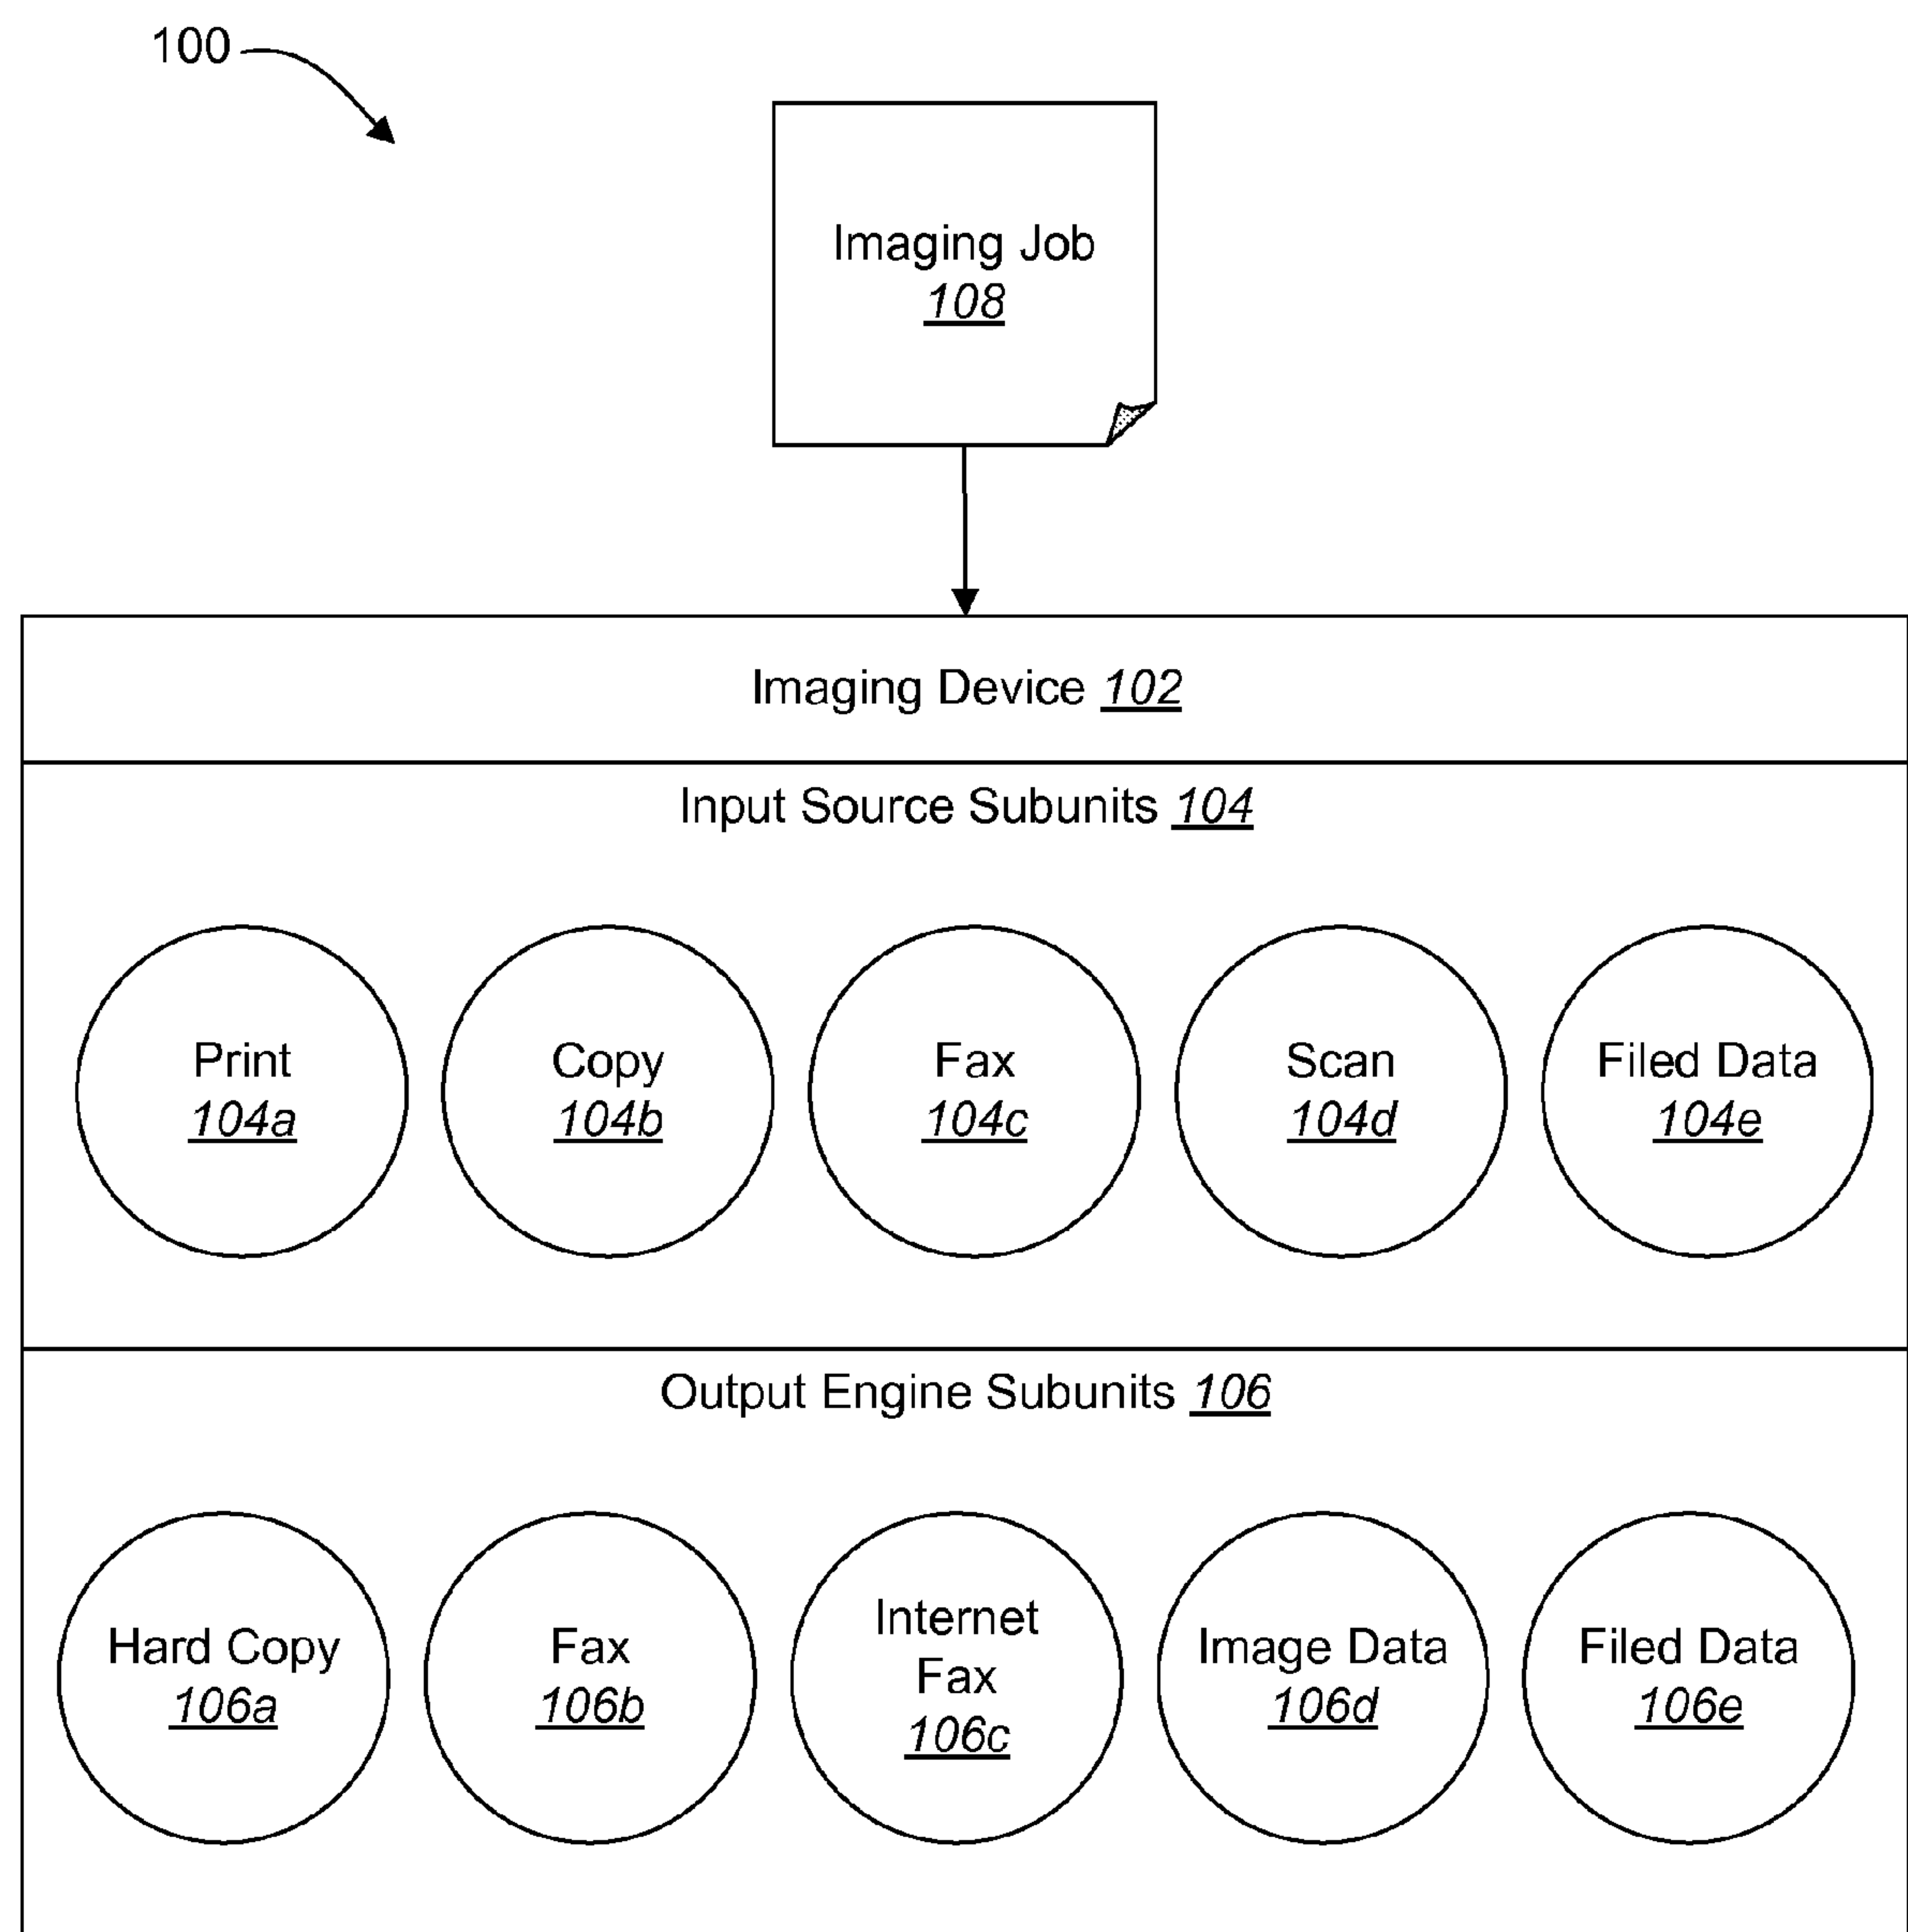 100
Imaging Job
108
Imaging Device 102
Input Source Subunits 104
Print
104a
Copy
104b
Fax
104c
Scan
104d
Filed Data
104e
Output Engine Subunits 106
Hard Copy
106a
Fax
106b
Internet
Fax
106c
Image Data
106d
Filed Data
106e